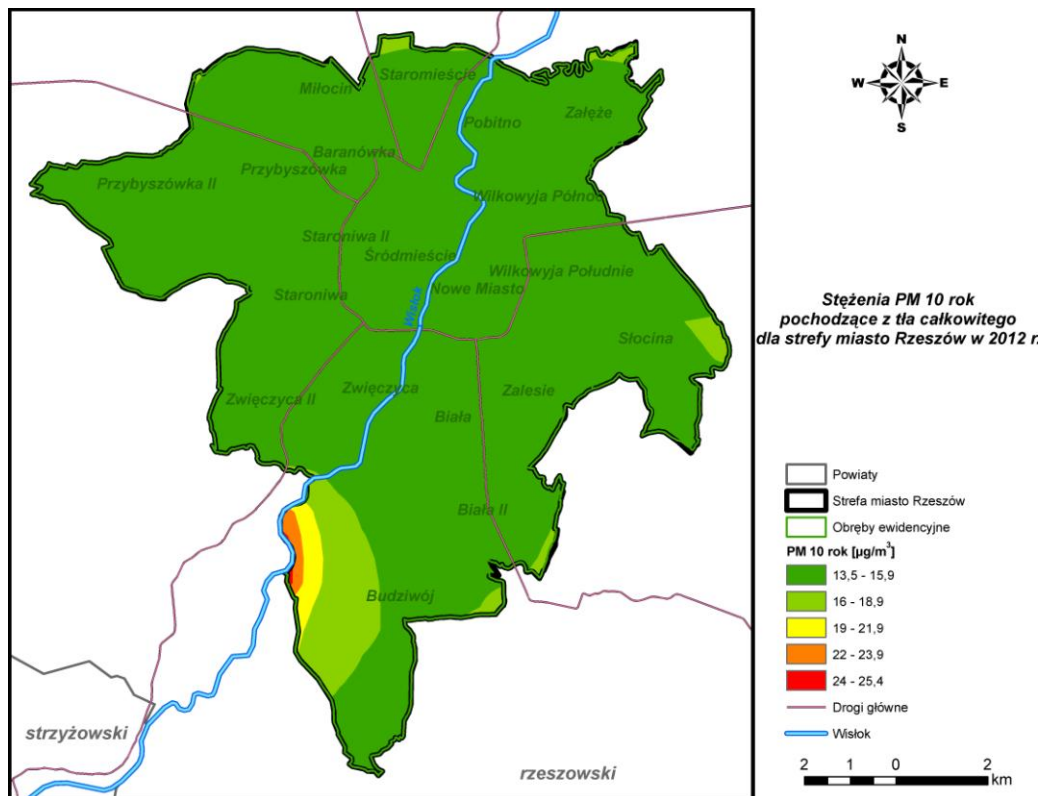 N
W E
S
Staromieście
Miłocin
Pobitno
Załęże
Baranówka
Przybyszówka
Przybyszówka II
Wilkowyja Północ
Staroniwa II
Śródmieście
Wilkowyja Południe
Nowe Miasto
Staroniwa
Wisłok
Słocina
Zwięczyca
Zalesie
Zwięczyca II
Biała
Biała II
Budziwój
strzyżowski
rzeszowski
Stężenia PM 10 rok
pochodzące z tła całkowitego
dla strefy miasto Rzeszów w 2012 r.
Powiaty
Strefa miasto Rzeszów
Obręby ewidencyjne
PM 10 rok [µg/m³]
13,5 - 15,9
16 - 18,9
19 - 21,9
22 - 23,9
24 - 25,4
Drogi główne
Wisłok
2 1 0 2
km